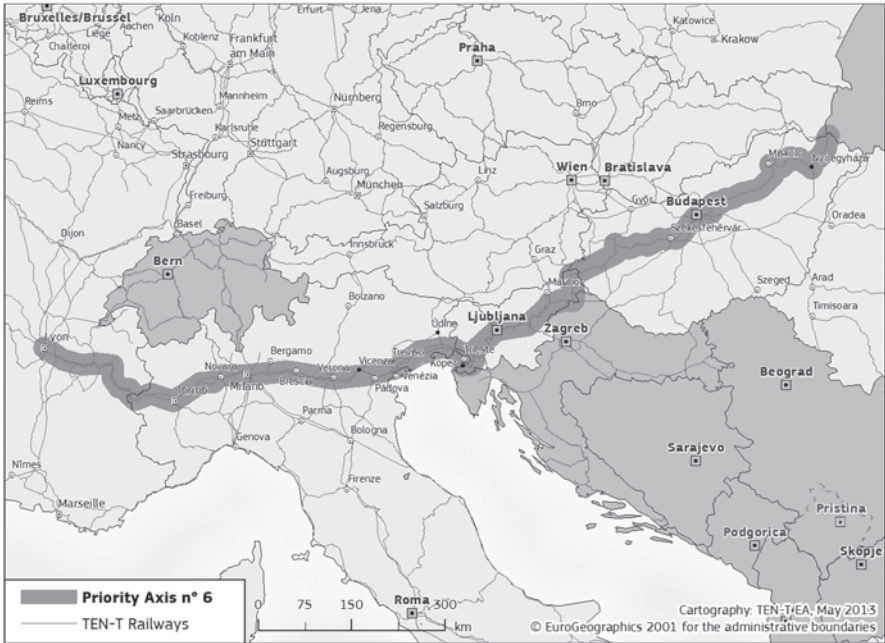 Bruxelles/Brussel
Aachen
Köln
Erfurt
Jena
Liège
Charleroi
Koblenz
Frankfurt
am Main
Katowice
Krakow
Praha
Luxembourg
Reims
Metz
Saarbrücken
Mannheim
Nürnberg
Brno
Nancy
Karlsruhe
Stuttgart
Regensburg
Strasbourg
Augsburg
München
Linz
Wien
Bratislava
Miskolc
Nyíregyháza
Freiburg
Salzburg
Győr
Budapest
Oradea
Dijon
Basel
Innsbruck
Graz
Székesfehérvár
Bern
Bolzano
Maribor
Szeged
Arad
Timisoara
Lyon
Udine
Ljubljana
Zagreb
Novara
Bergamo
Vicenza
Treviso
Trieste
Koper
Torino
Milano
Brescia
Verona
Pádova
Venézia
Beograd
Parma
Genova
Bologna
Nîmes
Marseille
Firenze
Sarajevo
Pristina
Podgorica
Skopje
Roma
Priority Axis n° 6
TEN-T Railways
0 75 150 300
km
Cartography: TEN-T EA, May 2013
© EuroGeographics 2001 for the administrative boundaries